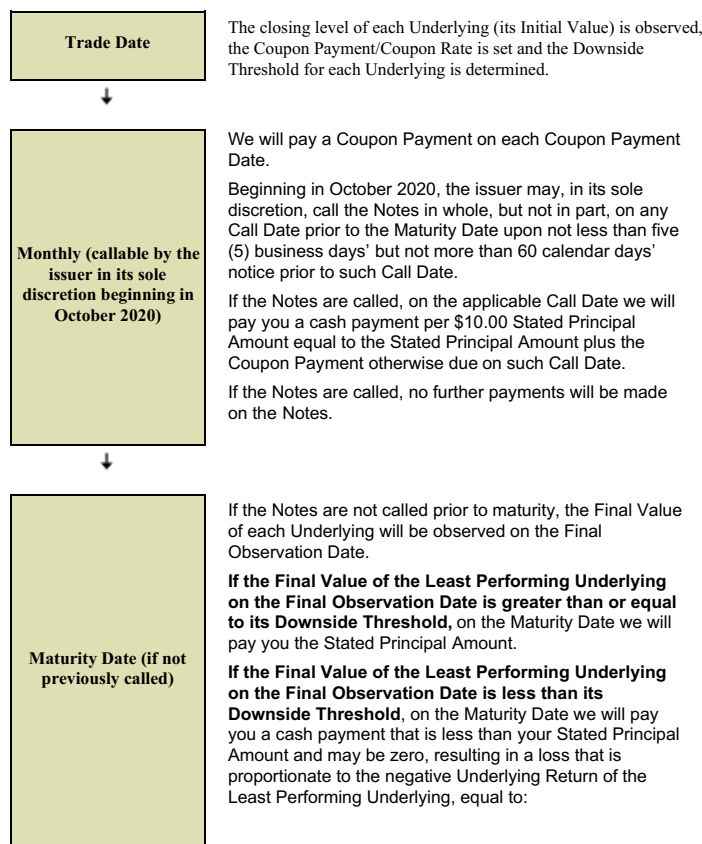 Trade Date
The closing level of each Underlying (its Initial Value) is observed,
the Coupon Payment/Coupon Rate is set and the Downside
Threshold for each Underlying is determined.
Monthly (callable by the
issuer in its sole
discretion beginning in
October 2020)
We will pay a Coupon Payment on each Coupon Payment
Date.
Beginning in October 2020, the issuer may, in its sole
discretion, call the Notes in whole, but not in part, on any
Call Date prior to the Maturity Date upon not less than five
(5) business days’ but not more than 60 calendar days’
notice prior to such Call Date.
If the Notes are called, on the applicable Call Date we will
pay you a cash payment per $10.00 Stated Principal
Amount equal to the Stated Principal Amount plus the
Coupon Payment otherwise due on such Call Date.
If the Notes are called, no further payments will be made
on the Notes.
Maturity Date (if not
previously called)
If the Notes are not called prior to maturity, the Final Value
of each Underlying will be observed on the Final
Observation Date.
If the Final Value of the Least Performing Underlying
on the Final Observation Date is greater than or equal
to its Downside Threshold, on the Maturity Date we will
pay you the Stated Principal Amount.
If the Final Value of the Least Performing Underlying
on the Final Observation Date is less than its
Downside Threshold, on the Maturity Date we will pay
you a cash payment that is less than your Stated Principal
Amount and may be zero, resulting in a loss that is
proportionate to the negative Underlying Return of the
Least Performing Underlying, equal to: